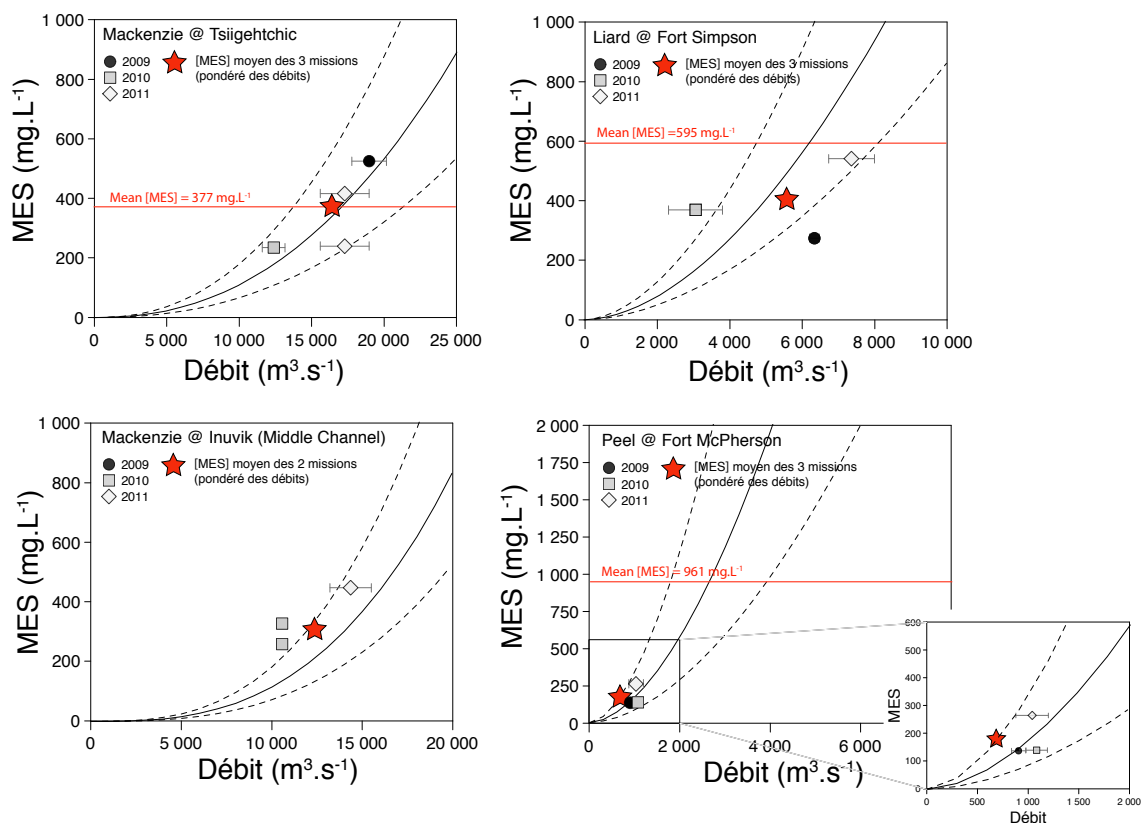 Mackenzie @ Tsiigehtchic
2009
2010
2011
[MES] moyen des 3 missions
(pondéré des débits)
Mean [MES] = 377 mg.L-1
MES (mg.L-1)
1 000
800
600
400
200
0
0 5 000 10 000 15 000 20 000 25 000
Débit (m3.s-1)
Liard @ Fort Simpson
2009
2010
2011
[MES] moyen des 3 missions
(pondéré des débits)
Mean [MES] =595 mg.L-1
MES (mg.L-1)
1 000
800
600
400
200
0
0 2 000 4 000 6 000 8 000 10 000
Débit (m3.s-1)
Mackenzie @ Inuvik (Middle Channel)
2009
2010
2011
[MES] moyen des 2 missions
(pondéré des débits)
MES (mg.L-1)
1 000
800
600
400
200
0
0 5 000 10 000 15 000 20 000
Débit (m3.s-1)
Peel @ Fort McPherson
2009
2010
2011
[MES] moyen des 3 missions
(pondéré des débits)
Mean [MES] = 961 mg.L-1
MES (mg.L-1)
2 000
1 750
1 500
1 250
1 000
750
500
250
0
0 2 000 4 000 6 000
Débit (m3.s-1)
MES
600
500
400
300
200
100
0
0 500 1 000 1 500 2 000
Débit